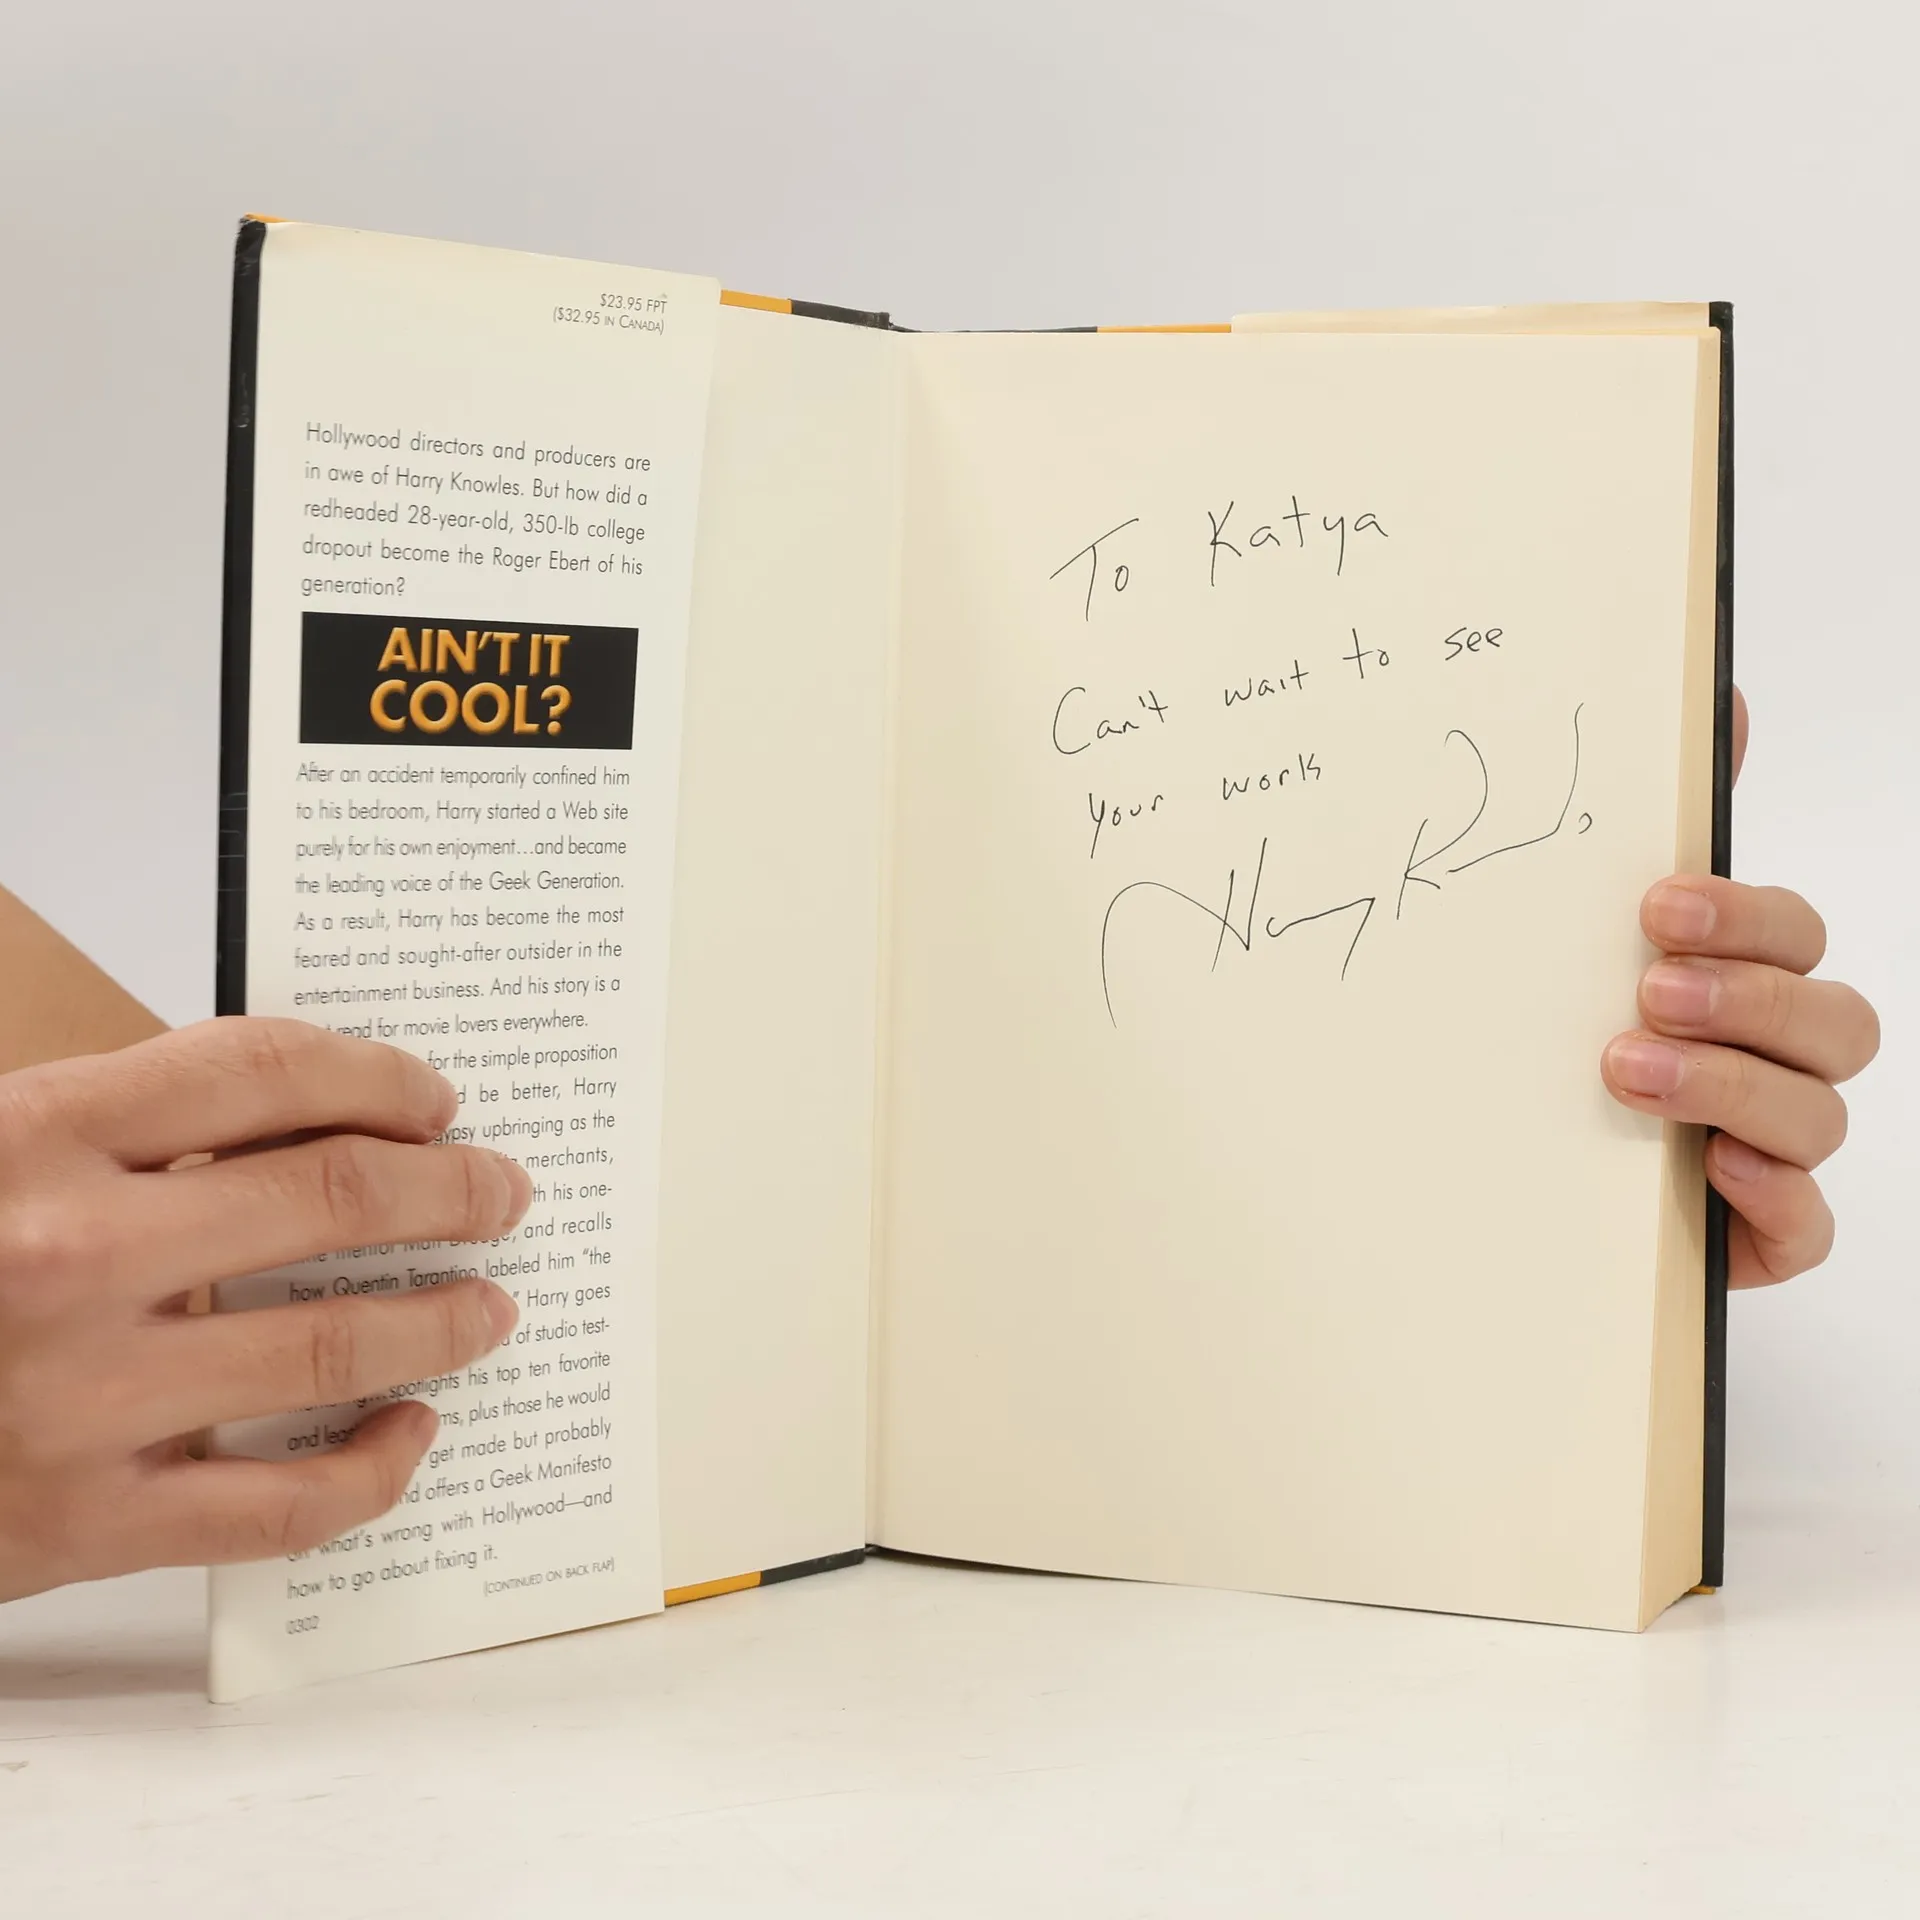 $23.95 FPT
($32.95 IN CANADA)
Hollywood directors and producers are
in awe of Harry Knowles. But how did a
redheaded 28-year-old, 350-lb college
dropout become the Roger Ebert of his
generation?
AIN'T IT
COOL?
After an accident temporarily confined him
to his bedroom, Harry started a Web site
purely for his own enjoyment...and became
the leading voice of the Geek Generation.
As a result, Harry has become the most
feared and sought-after outsider in the
entertainment business. And his story is a
read for movie lovers everywhere.
for the simple proposition
be better, Harry
upbringing as the
merchants,
his one-
and recalls
how Quentin Tarantino labeled him "the
" Harry goes
of studio test-
spotlights his top ten favorite
plus those he would
get made but probably
offers a Geek Manifesto
what's wrong with Hollywood—and
how to go about fixing it.
(CONTINUED ON BACK FLAP)
0302
To Katya
Can't wait to see
your work
Harry